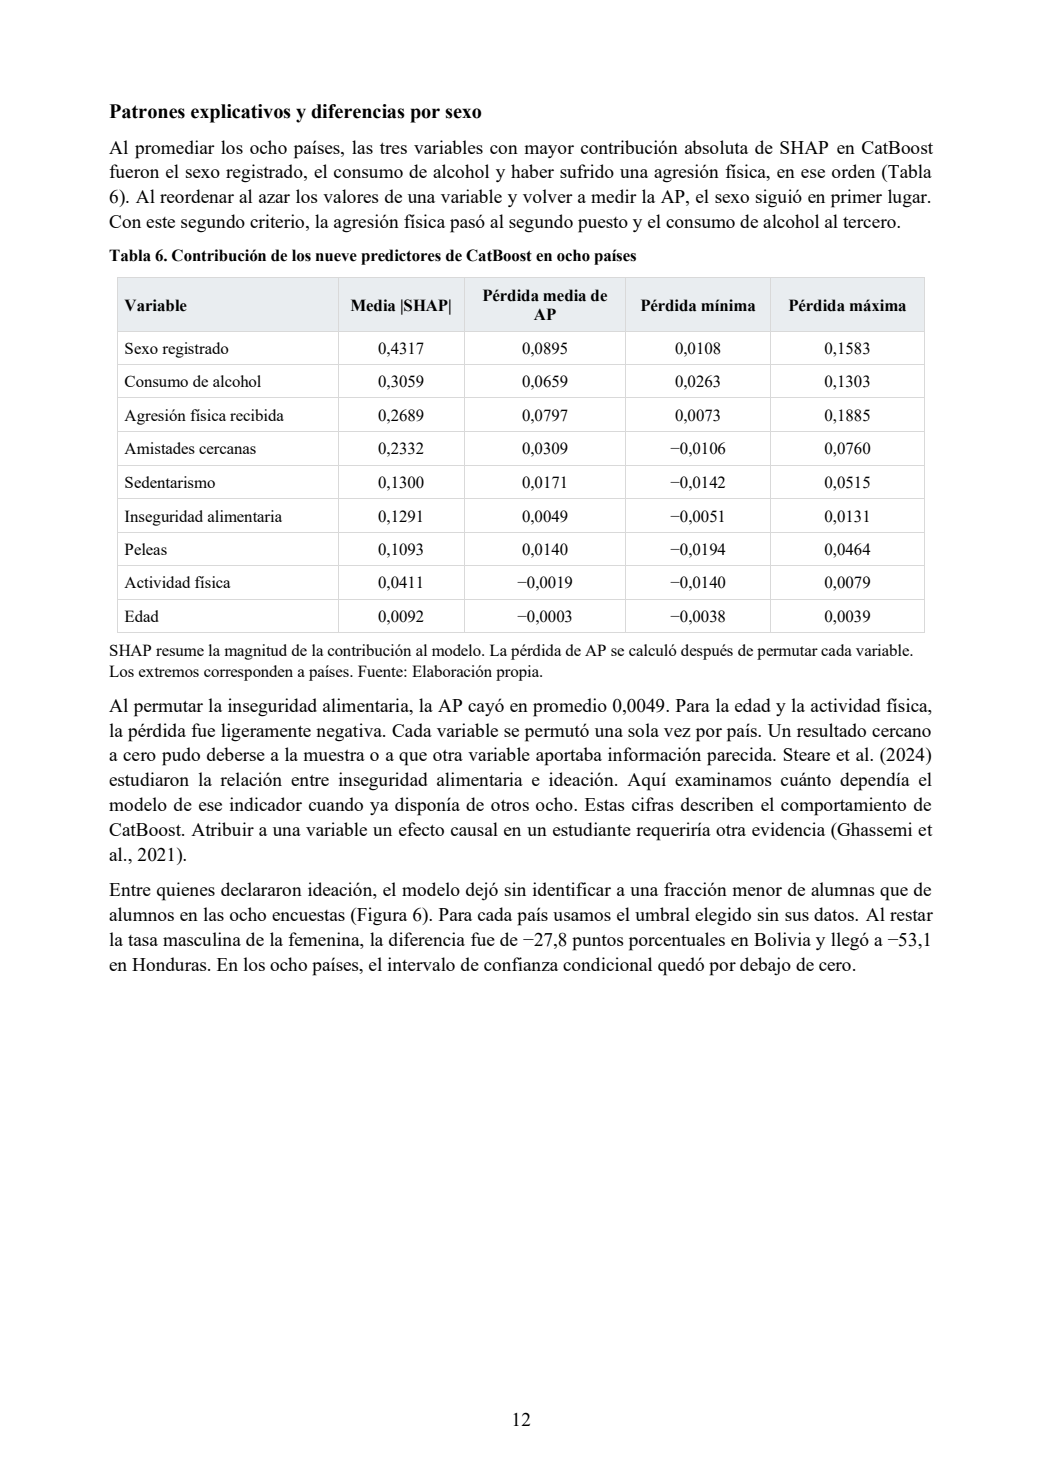 Patrones explicativos y diferencias por sexo
Al promediar los ocho países, las tres variables con mayor contribución absoluta de SHAP en CatBoost
fueron el sexo registrado, el consumo de alcohol y haber sufrido una agresión física, en ese orden (Tabla
6). Al reordenar al azar los valores de una variable y volver a medir la AP, el sexo siguió en primer lugar.
Con este segundo criterio, la agresión física pasó al segundo puesto y el consumo de alcohol al tercero.
Tabla 6. Contribución de los nueve predictores de CatBoost en ocho países
Variable Media |SHAP| Pérdida media de AP Pérdida mínima Pérdida máxima
Sexo registrado 0,4317 0,0895 0,0108 0,1583
Consumo de alcohol 0,3059 0,0659 0,0263 0,1303
Agresión física recibida 0,2689 0,0797 0,0073 0,1885
Amistades cercanas 0,2332 0,0309 −0,0106 0,0760
Sedentarismo 0,1300 0,0171 −0,0142 0,0515
Inseguridad alimentaria 0,1291 0,0049 −0,0051 0,0131
Peleas 0,1093 0,0140 −0,0194 0,0464
Actividad física 0,0411 −0,0019 −0,0140 0,0079
Edad 0,0092 −0,0003 −0,0038 0,0039
SHAP resume la magnitud de la contribución al modelo. La pérdida de AP se calculó después de permutar cada variable.
Los extremos corresponden a países. Fuente: Elaboración propia.
Al permutar la inseguridad alimentaria, la AP cayó en promedio 0,0049. Para la edad y la actividad física,
la pérdida fue ligeramente negativa. Cada variable se permutó una sola vez por país. Un resultado cercano
a cero pudo deberse a la muestra o a que otra variable aportaba información parecida. Steare et al. (2024)
estudiaron la relación entre inseguridad alimentaria e ideación. Aquí examinamos cuánto dependía el
modelo de ese indicador cuando ya disponía de otros ocho. Estas cifras describen el comportamiento de
CatBoost. Atribuir a una variable un efecto causal en un estudiante requeriría otra evidencia (Ghassemi et
al., 2021).
Entre quienes declararon ideación, el modelo dejó sin identificar a una fracción menor de alumnas que de
alumnos en las ocho encuestas (Figura 6). Para cada país usamos el umbral elegido sin sus datos. Al restar
la tasa masculina de la femenina, la diferencia fue de −27,8 puntos porcentuales en Bolivia y llegó a −53,1
en Honduras. En los ocho países, el intervalo de confianza condicional quedó por debajo de cero.
12